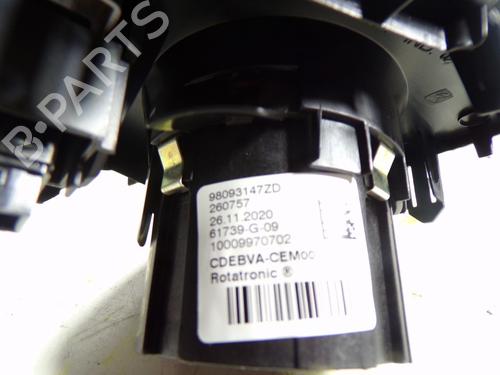 B-PARTS
98093147ZD
260757
26.11.2020
61739-G-09
10009970702
CDEBVA-CEM00
Rotatronic ®